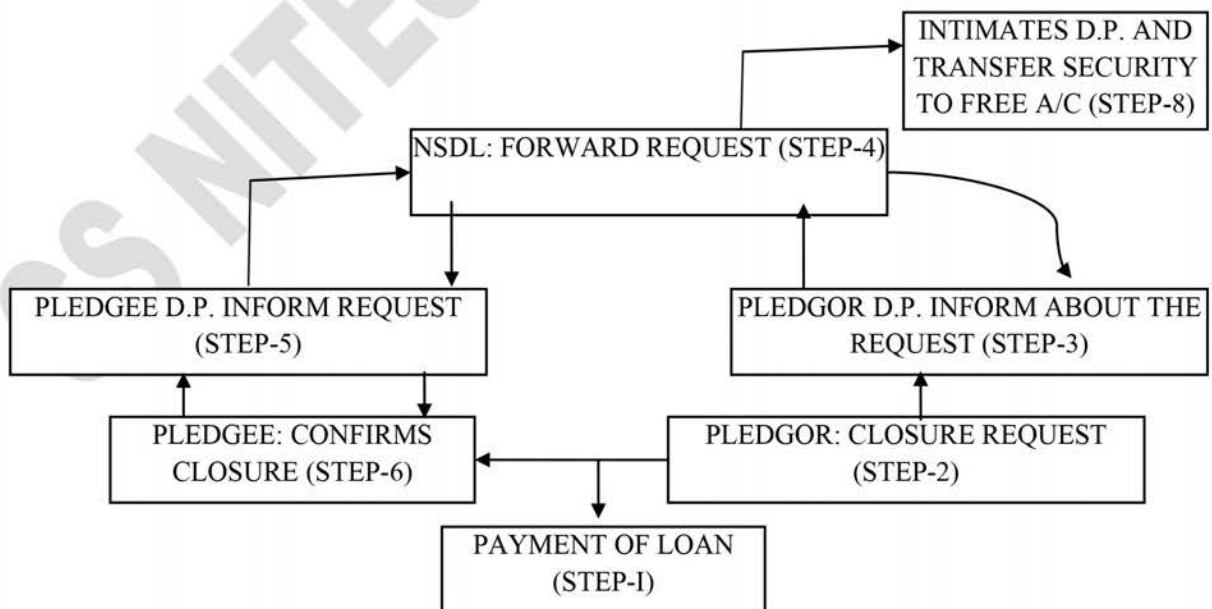 INTIMATES D.P. AND
TRANSFER SECURITY
TO FREE A/C (STEP-8)
NSDL: FORWARD REQUEST (STEP-4)
PLEDGEE D.P. INFORM REQUEST
(STEP-5)
PLEDGOR D.P. INFORM ABOUT THE
REQUEST (STEP-3)
PLEDGEE: CONFIRMS
CLOSURE (STEP-6)
PLEDGOR: CLOSURE REQUEST
(STEP-2)
PAYMENT OF LOAN
(STEP-I)